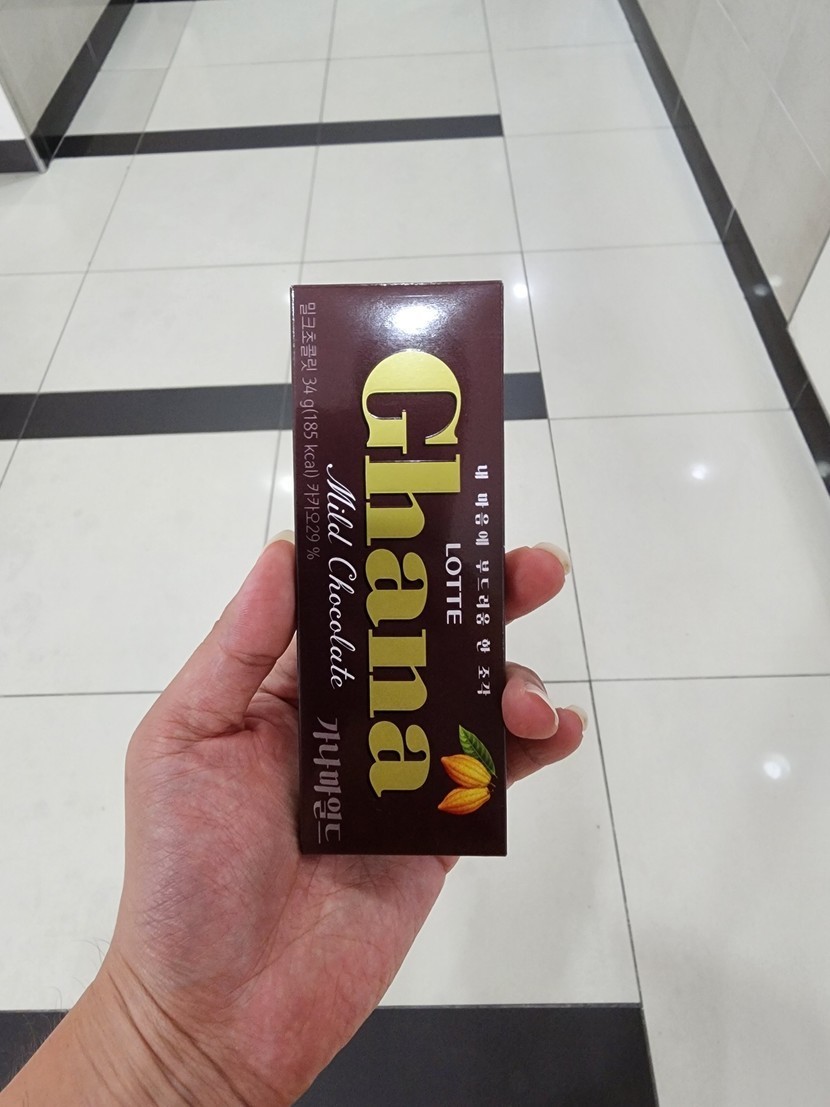 내 마음에 부드러움 한 조각
LOTTE
Ghana
Mild Chocolate
가나마일드
밀크초콜릿 34 g(185 kcal) 카카오29 %